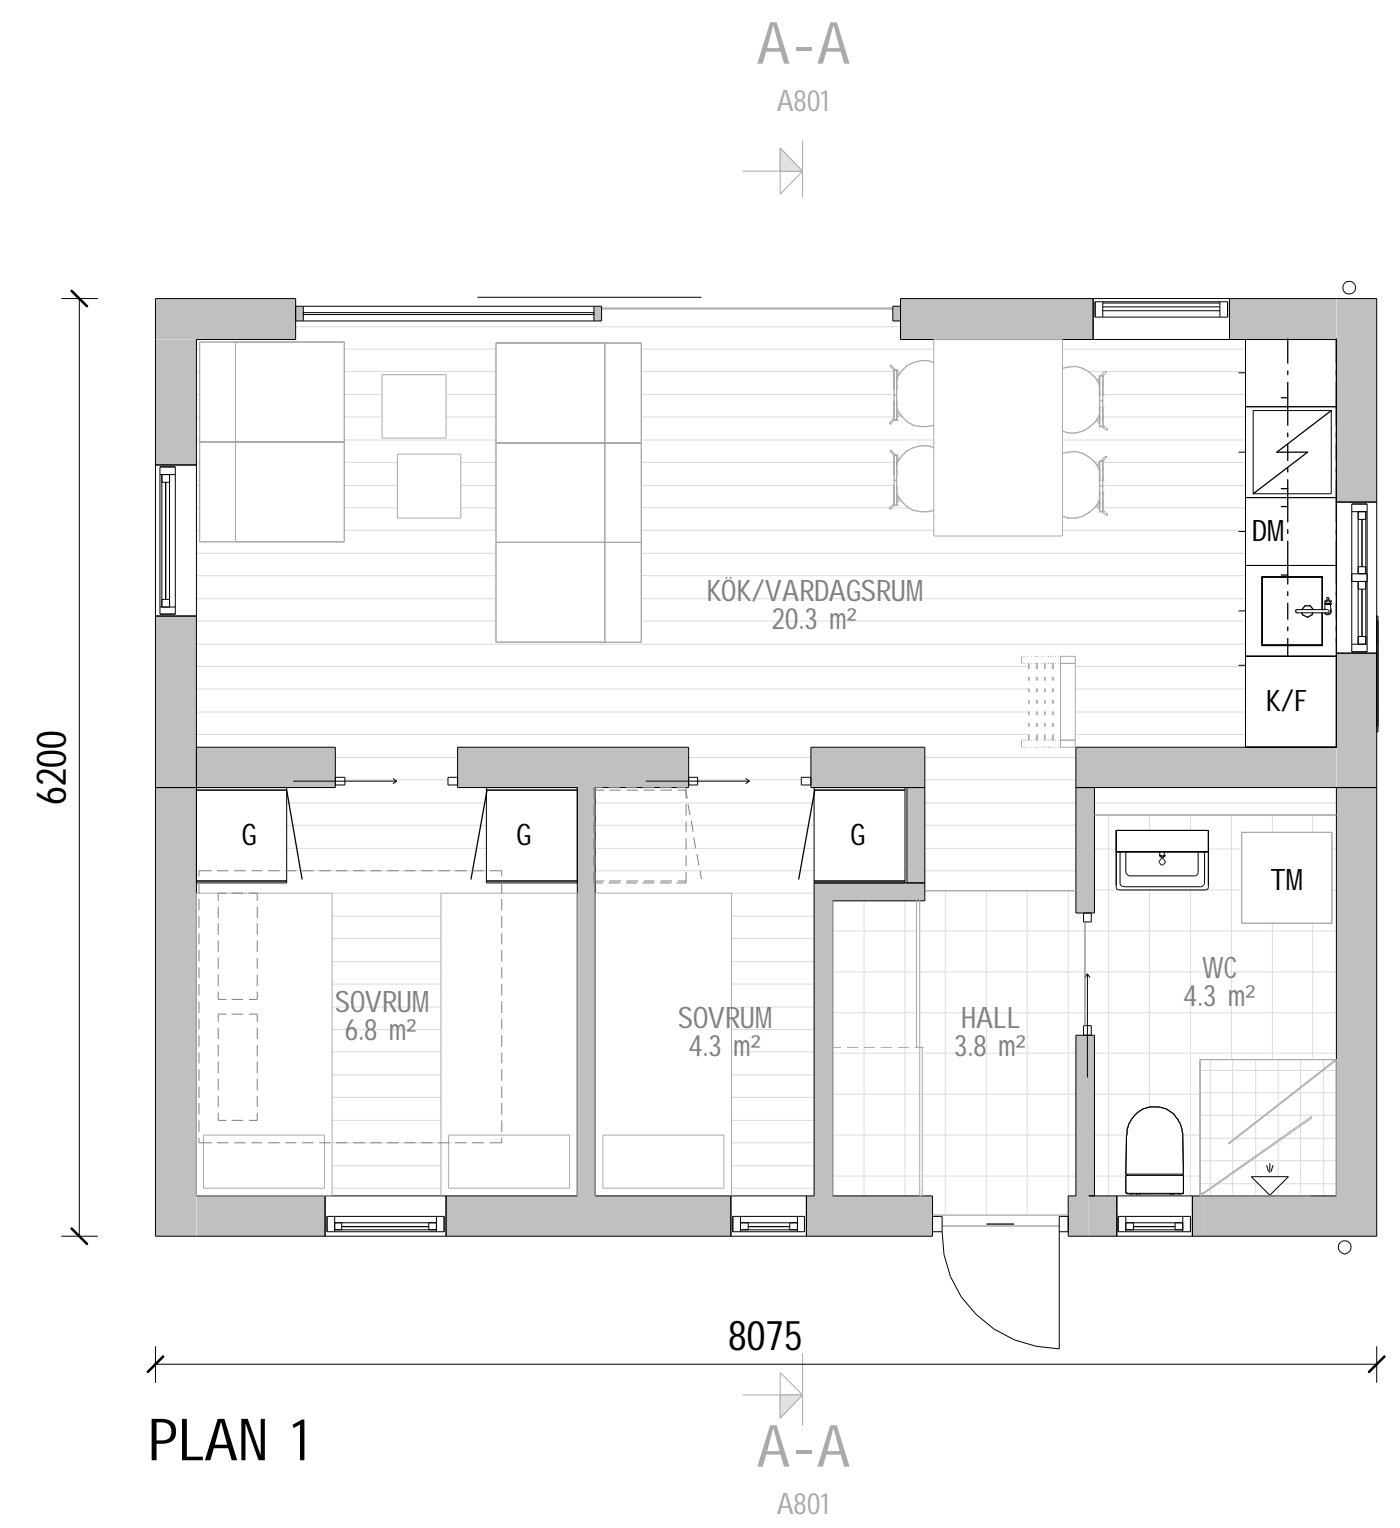 A-A
A801
DM
KÖK/VARDAGSRUM
20.3 m²
K/F
6200
G
G
G
TM
WC
4.3 m²
SOVRUM
6.8 m²
SOVRUM
4.3 m²
HALL
3.8 m²
8075
PLAN 1
A-A
A801